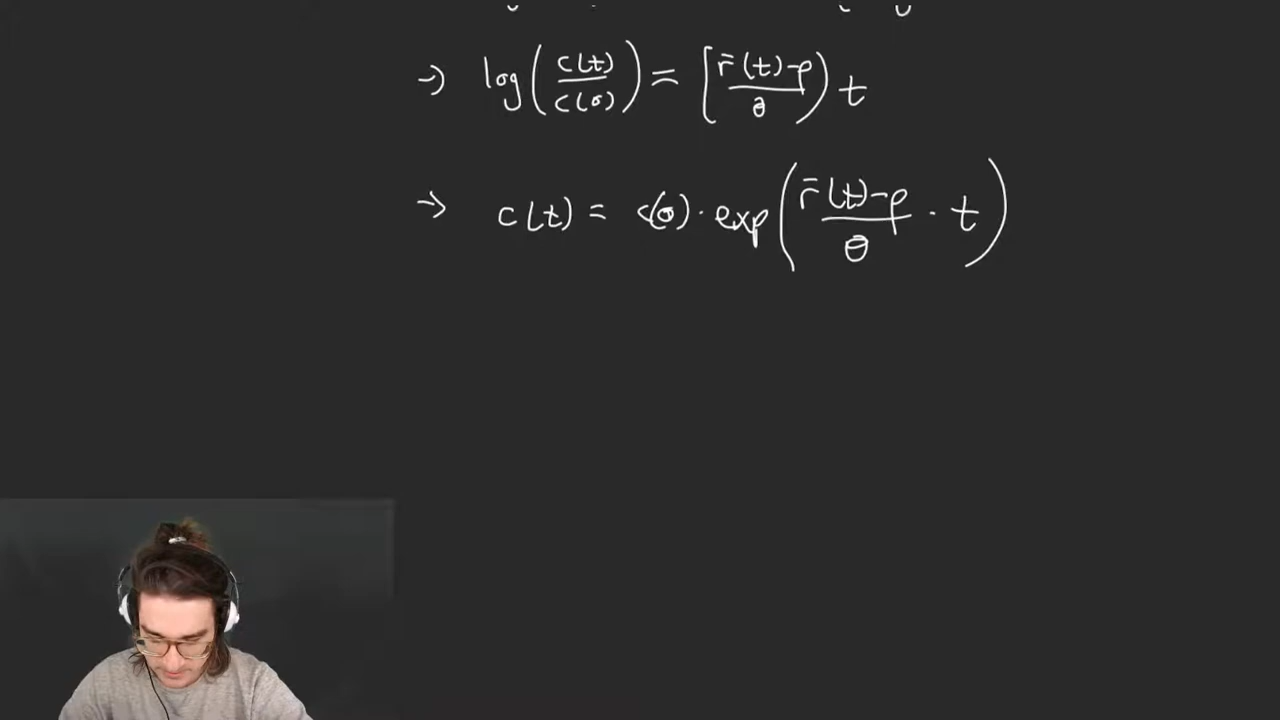 → log(c(t)/c(0)) = [r̄(t)-ρ/θ) t
→ c(t) = c(0) · exp(r̄(t)-ρ/θ · t)